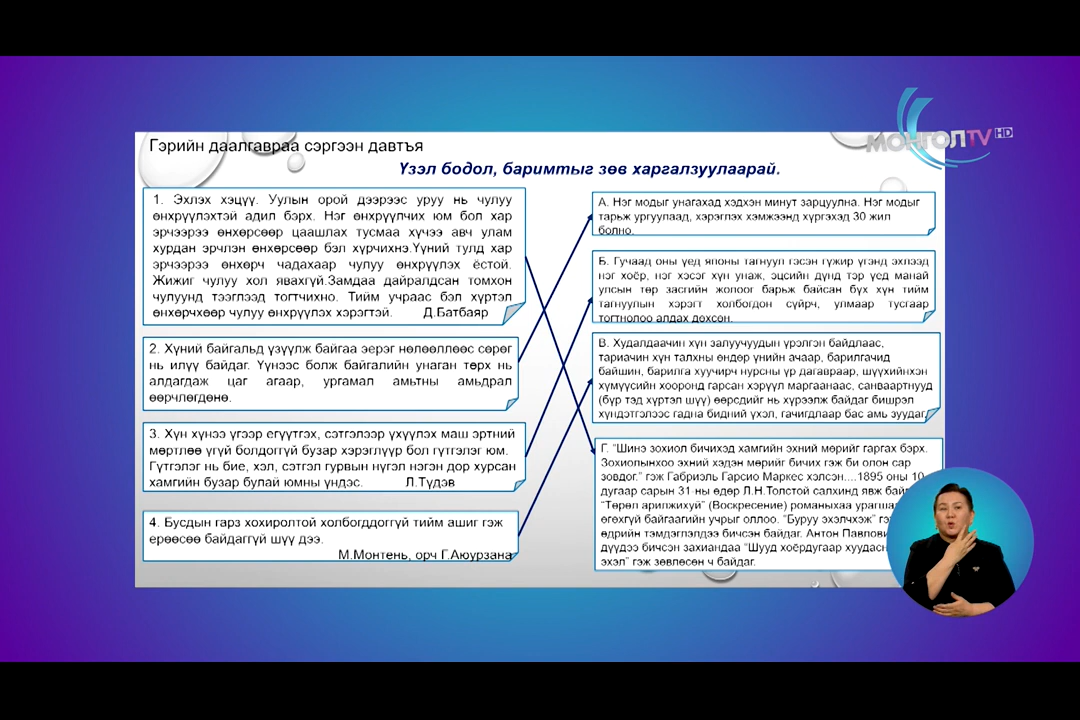 МОНГОЛTV HD
Гэрийн даалгавраа сэргээн давтъя
Үзэл бодол, баримтыг зөв харгалзуулаарай.
1. Эхлэх хэцүү. Уулын орой дээрээс уруу нь чулуу
өнхрүүлэхтэй адил бэрх. Нэг өнхрүүлчих юм бол хар
эрчээрээ өнхөрсөөр цаашлах тусмаа хүчээ авч улам
хурдан эрчлэн өнхөрсөөр бэл хүрчихнэ.Үүний тулд хар
эрчээрээ өнхөрч чадахаар чулуу өнхрүүлэх ёстой.
Жижиг чулуу хол явахгүй.Замдаа дайралдсан томхон
чулуунд тээглээд тогтчихно. Тийм учраас бэл хүртэл
өнхөрчхөөр чулуу өнхрүүлэх хэрэгтэй. Д.Батбаяр
2. Хүний байгальд үзүүлж байгаа эерэг нөлөөллөөс сөрөг
нь илүү байдаг. Үүнээс болж байгалийн унаган төрх нь
алдагдаж цаг агаар, ургамал амьтны амьдрал
өөрчлөгдөнө.
3. Хүн хүнээ үгээр егүүтгэх, сэтгэлээр үхүүлэх маш эртний
мөртлөө үгүй болдоггүй бузар хэрэглүүр бол гүтгэлэг юм.
Гүтгэлэг нь бие, хэл, сэтгэл гурвын нүгэл нэгэн дор хурсан
хамгийн бузар булай юмны үндэс. Л.Түдэв
4. Бусдын гарз хохиролтой холбогддоггүй тийм ашиг гэж
ерөөсөө байдаггүй шүү дээ.
М.Монтень, орч Г.Аюурзана
А. Нэг модыг унагахад хэдхэн минут зарцуулна. Нэг модыг
тарьж ургуулаад, хэрэглэх хэмжээнд хүргэхэд 30 жил
болно.
Б. Гучаад оны үед японы тагнуул гэсэн гүжир үгэнд эхлээд
нэг хоёр, нэг хэсэг хүн унаж, эцсийн дүнд тэр үед манай
улсын төр засгийн жолоог барьж байсан бүх хүн тийм
тагнуулын хэрэгт холбогдон сүйрч, улмаар тусгаар
тогтнолоо алдах дөхсөн.
В. Худалдаачин хүн залуучуудын үрэлгэн байдлаас,
тариачин хүн талхны өндөр үнийн ачаар, барилгачид
байшин, барилга хуучирч нурсны үр дагавраар, шүүхийнхэн
хүмүүсийн хооронд гарсан хэрүүл маргаанаас, санваартнууд
(бүр тэд хүртэл шүү) өөрсдийг нь хүрээлж байдаг бишрэл
хүндэтгэлээс гадна бидний үхэл, гачигдлаар бас амь зуудаг.
Г. "Шинэ зохиол бичихэд хамгийн эхний мөрийг гаргах бэрх.
Зохиолынхоо эхний хэдэн мөрийг бичих гэж би олон сар
зовдог." гэж Габриэль Гарсио Маркес хэлсэн....1895 оны 10
дугаар сарын 31 ны өдөр Л.Н.Толстой салхинд явж
"Төрөл арилжихуй" (Воскресение) романыхаа
өгөхгүй байгаагийн учрыг оллоо. "Буруу эхэлчхэж"
өдрийн тэмдэглэлдээ бичсэн байдаг. Антон
дүүдээ бичсэн захиандаа "Шууд хоёрдугаар
эхэл" гэж зөвлөсөн ч байдаг.